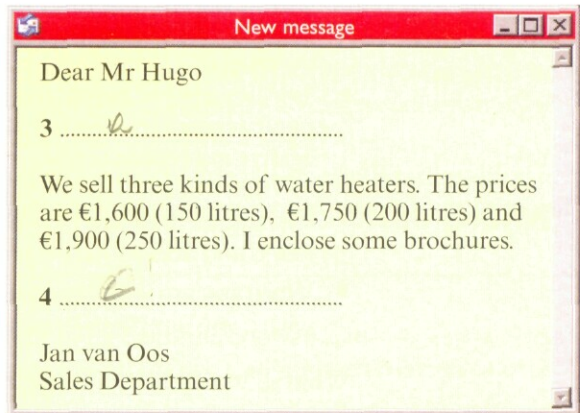 New message
Dear Mr Hugo
3 ..........................................
We sell three kinds of water heaters. The prices
are €1,600 (150 litres), €1,750 (200 litres) and
€1,900 (250 litres). I enclose some brochures.
4 ..........................................
Jan van Oos
Sales Department